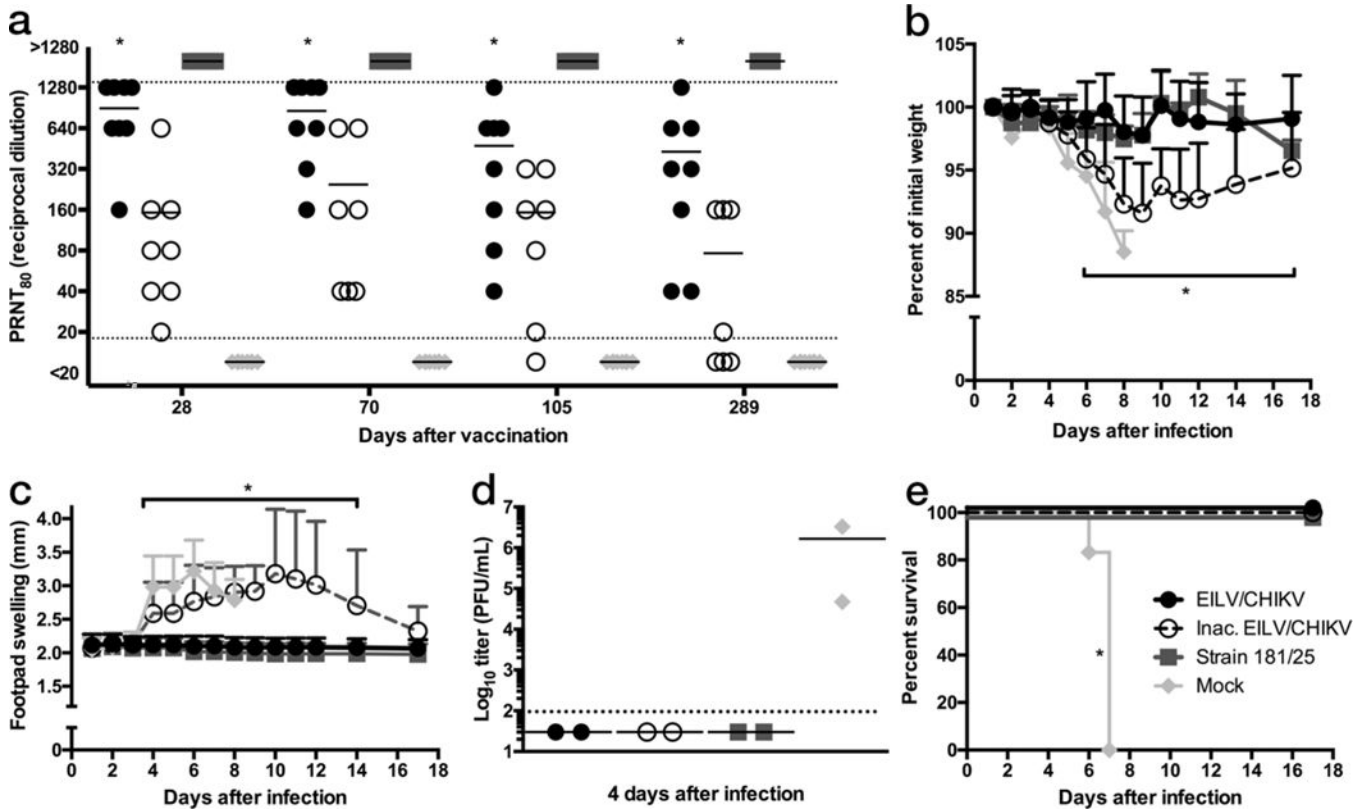 a
*
*
*
*
>1280
1280
640
320
160
80
40
20
<20
PRNT80 (reciprocal dilution)
28
70
105
289
Days after vaccination
b
105
100
95
90
85
0
Percent of initial weight
*
0 2 4 6 8 10 12 14 16 18
Days after infection
c
*
4.0
3.5
3.0
2.5
2.0
1.5
0
Footpad swelling (mm)
0 2 4 6 8 10 12 14 16 18
Days after infection
d
7
6
5
4
3
2
1
Log10 titer (PFU/mL)
4 days after infection
e
100
80
60
40
20
0
Percent survival
*
EILV/CHIKV
Inac. EILV/CHIKV
Strain 181/25
Mock
0 2 4 6 8 10 12 14 16 18
Days after infection